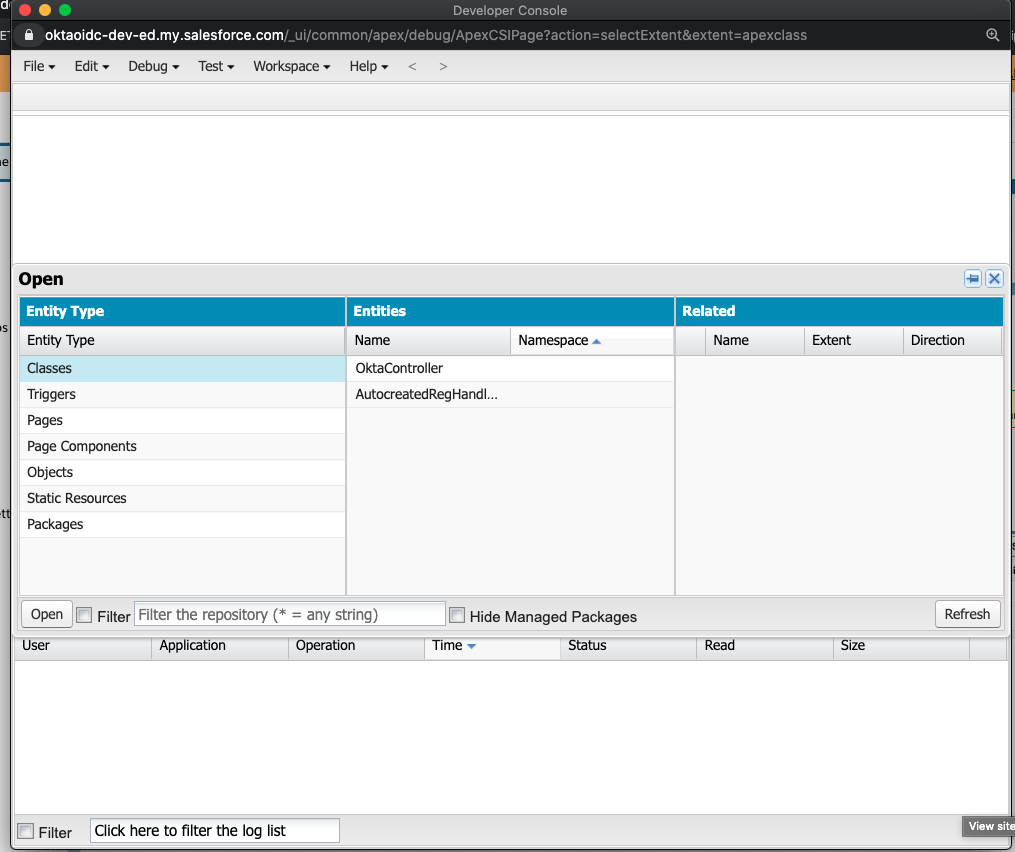 Developer Console
oktaoidc-dev-ed.my.salesforce.com/_ui/common/apex/debug/ApexCSIPage?action=selectExtent&extent=apexclass
File Edit Debug Test Workspace Help < >
Open
Entity Type Entities Related
Entity Type Name Namespace Name Extent Direction
Classes OktaController
Triggers AutocreatedRegHandl...
Pages
Page Components
Objects
Static Resources
Packages
Open Filter Filter the repository (* = any string) Hide Managed Packages Refresh
User Application Operation Time Status Read Size
Filter Click here to filter the log list
View site